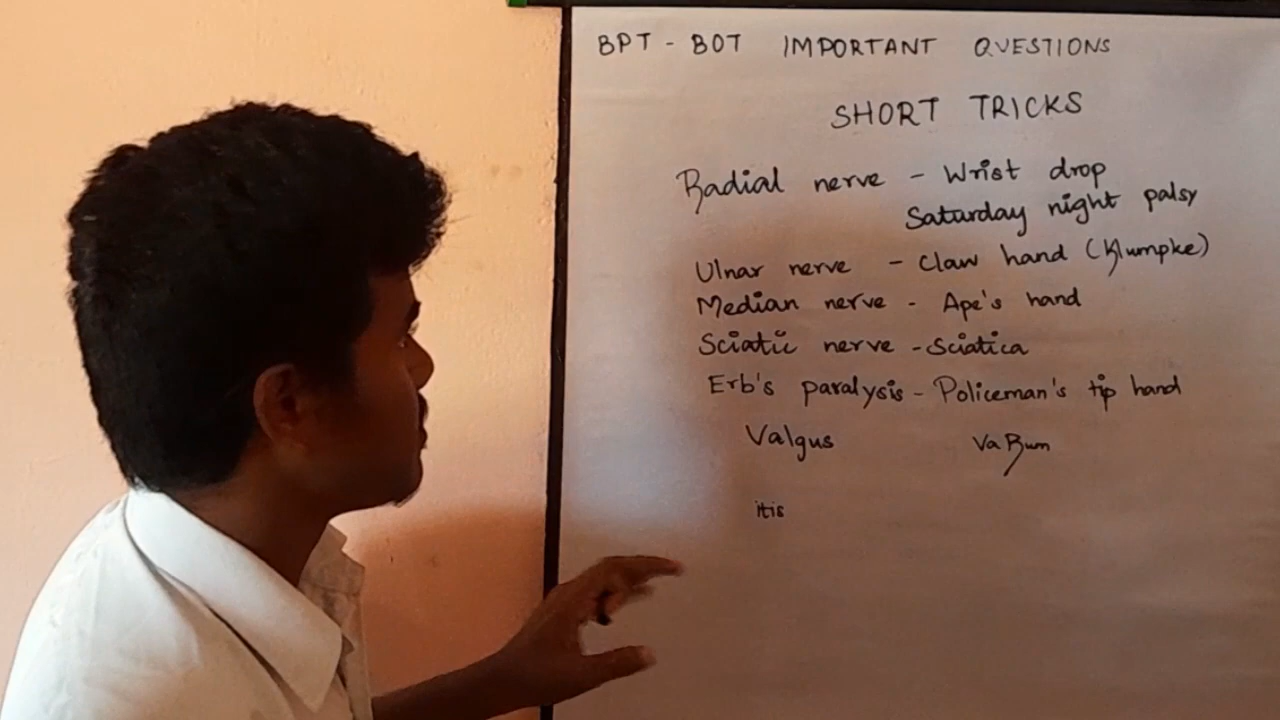 BPT - BOT IMPORTANT QUESTIONS
SHORT TRICKS
Radial nerve - Wrist drop
Saturday night palsy
Ulnar nerve - Claw hand (Klumpke)
Median nerve - Ape's hand
Sciatic nerve - Sciatica
Erb's paralysis - Policeman's tip hand
Valgus VaRum
itis